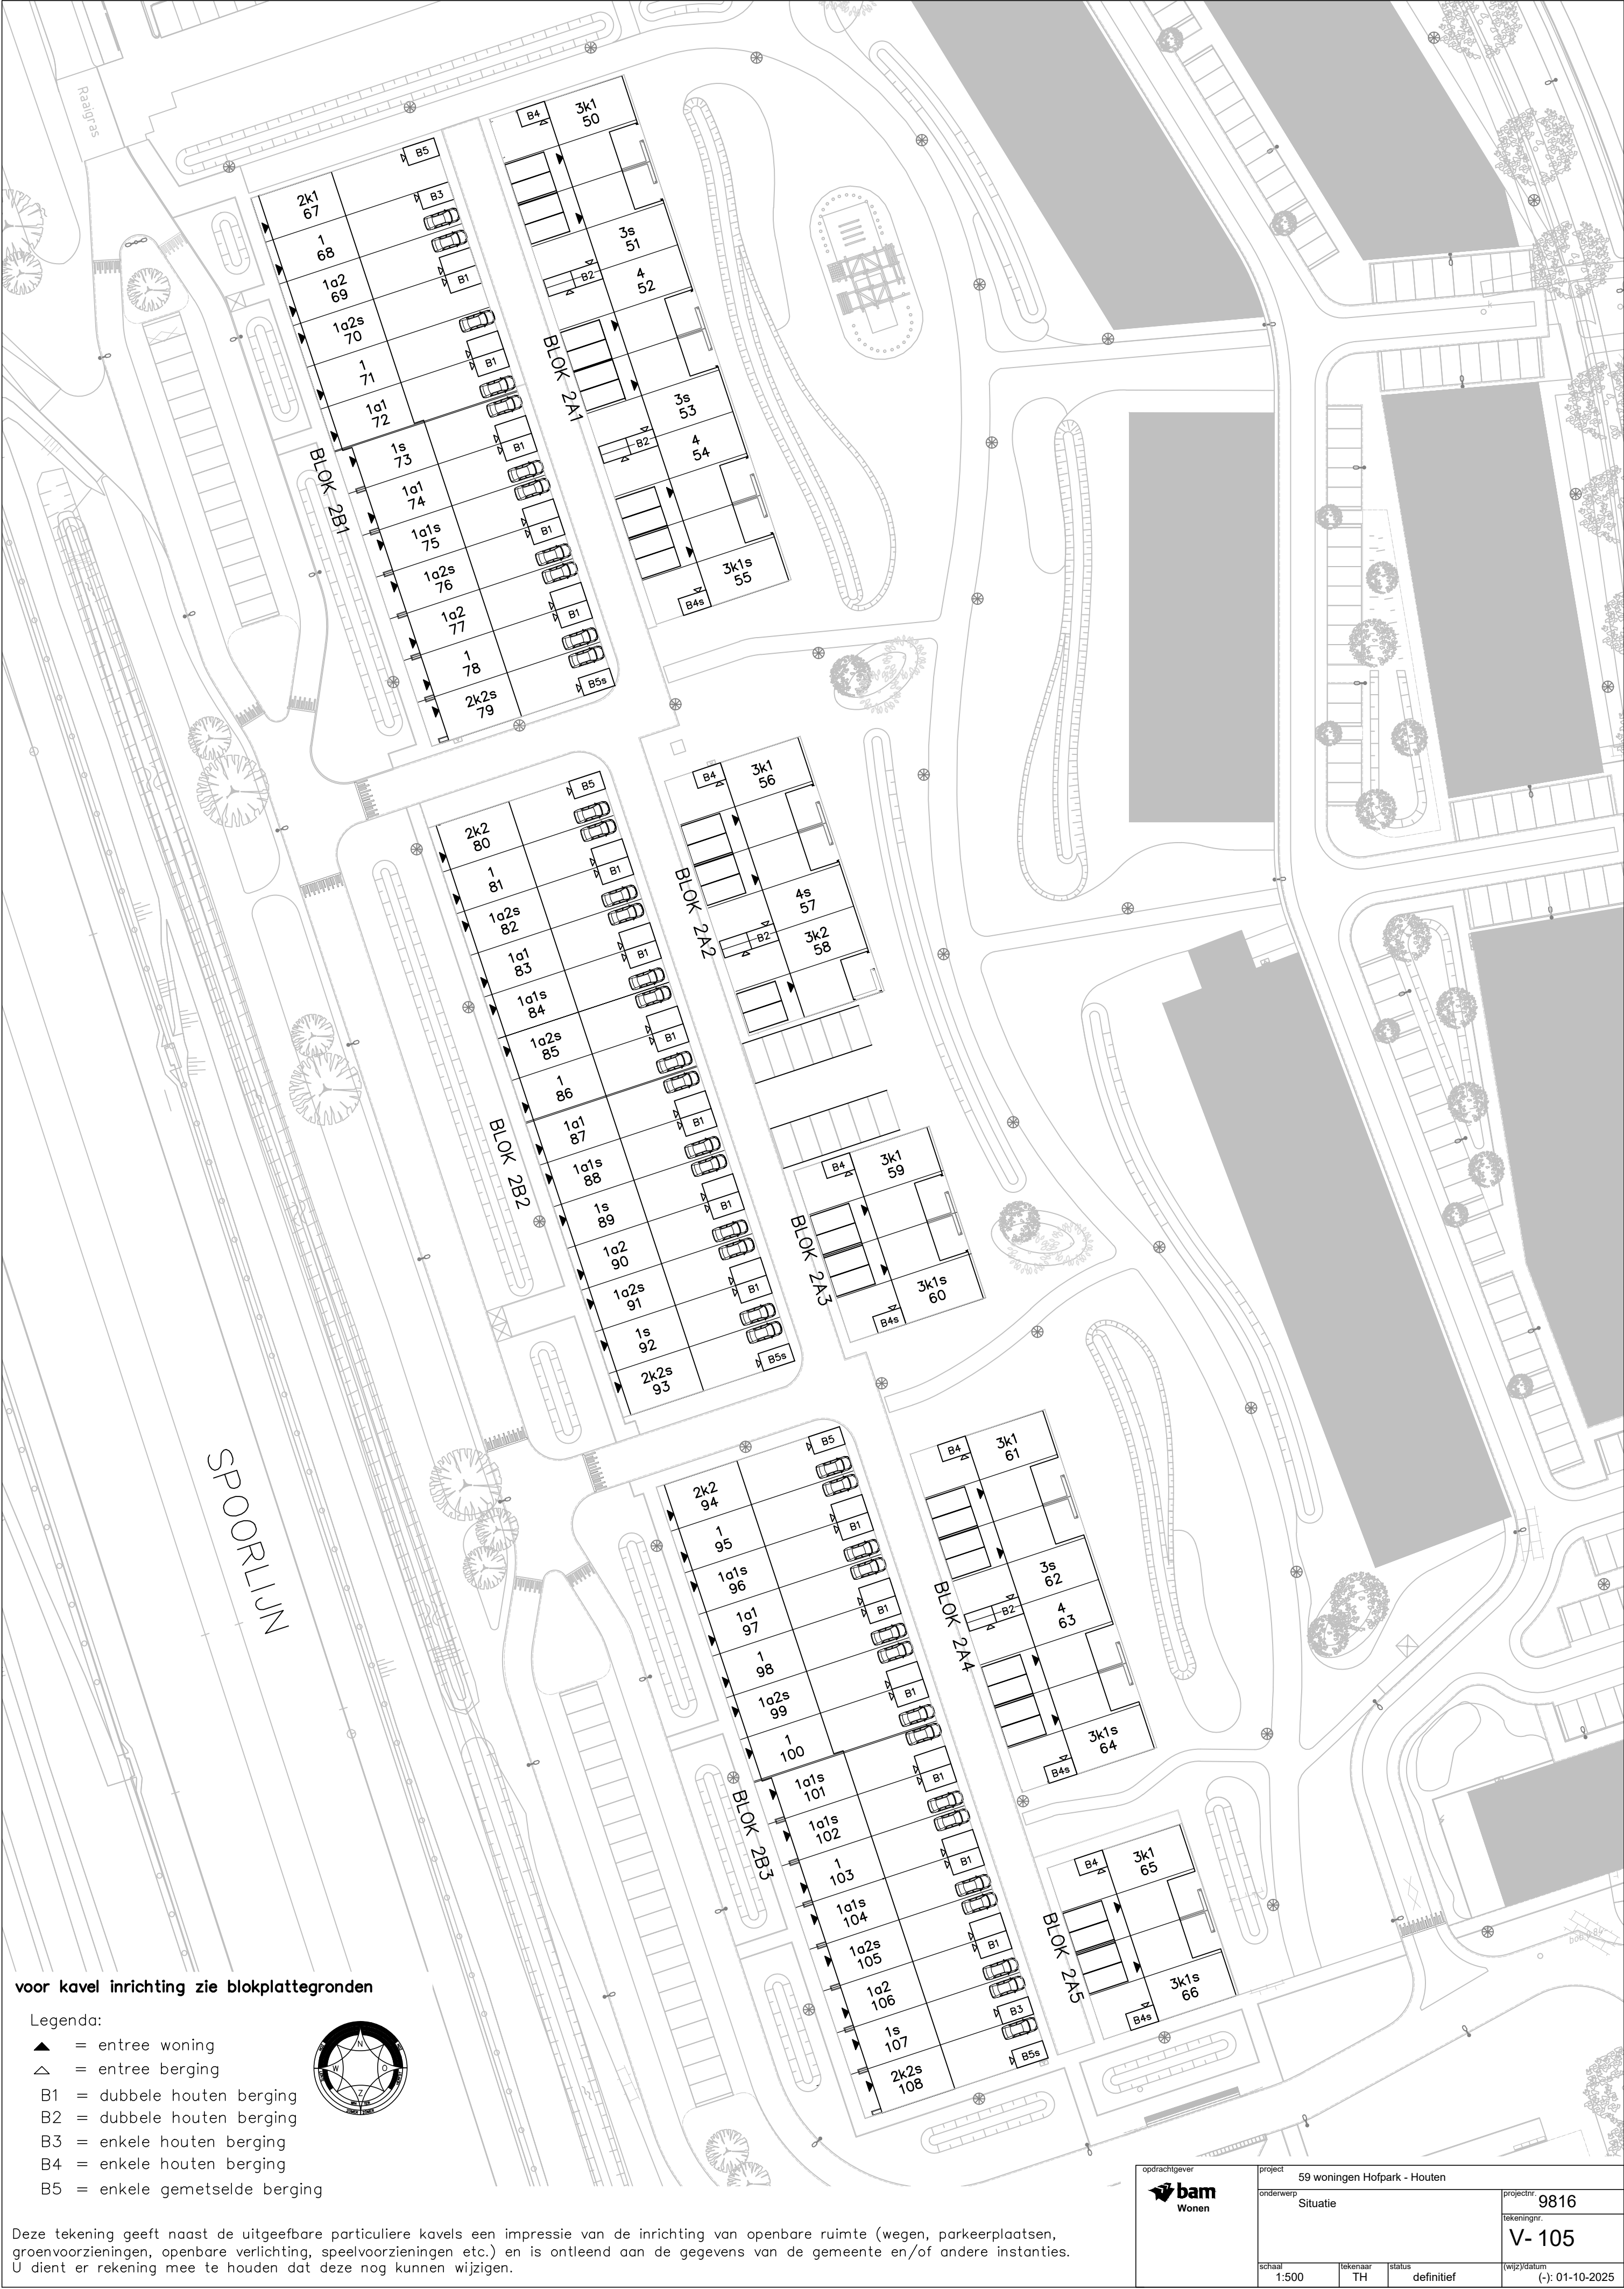 Raaigras
B5
2k1
67
B3
1
68
1a2
69
B1
1a2s
70
1
71
B1
1a1
72
1s
73
B1
1a1
74
1a1s
75
B1
1a2s
76
1a2
77
B1
1
78
2k2s
79
B5s
BLOK 2B1
B4
3k1
50
3s
51
B2
4
52
3s
53
B2
4
54
3k1s
55
B4s
BLOK 2A1
B5
2k2
80
1
81
B1
1a2s
82
1a1
83
B1
1a1s
84
1a2s
85
B1
1
86
1a1
87
B1
1a1s
88
1s
89
B1
1a2
90
1a2s
91
B1
1s
92
2k2s
93
B5s
BLOK 2B2
B4
3k1
56
4s
57
B2
3k2
58
BLOK 2A2
B4
3k1
59
3k1s
60
B4s
BLOK 2A3
SPOORLIJN
B5
2k2
94
1
95
B1
1a1s
96
1a1
97
B1
1
98
1a2s
99
B1
1
100
1a1s
101
B1
1a1s
102
1
103
B1
1a1s
104
1a2s
105
B1
1a2
106
B3
1s
107
2k2s
108
B5s
BLOK 2B3
B4
3k1
61
3s
62
B2
4
63
3k1s
64
B4s
BLOK 2A4
B4
3k1
65
3k1s
66
B4s
BLOK 2A5
voor kavel inrichting zie blokplattegronden
Legenda:
= entree woning
= entree berging
B1 = dubbele houten berging
B2 = dubbele houten berging
B3 = enkele houten berging
B4 = enkele houten berging
B5 = enkele gemetselde berging
N
W O
Z
Deze tekening geeft naast de uitgeefbare particuliere kavels een impressie van de inrichting van openbare ruimte (wegen, parkeerplaatsen,
groenvoorzieningen, openbare verlichting, speelvoorzieningen etc.) en is ontleend aan de gegevens van de gemeente en/of andere instanties.
U dient er rekening mee te houden dat deze nog kunnen wijzigen.
opdrachtgever
bam
Wonen
project
59 woningen Hofpark - Houten
onderwerp
Situatie
projectnr.
9816
tekeningnr.
V- 105
schaal
1:500
tekenaar
TH
status
definitief
(wijz)/datum
(-): 01-10-2025